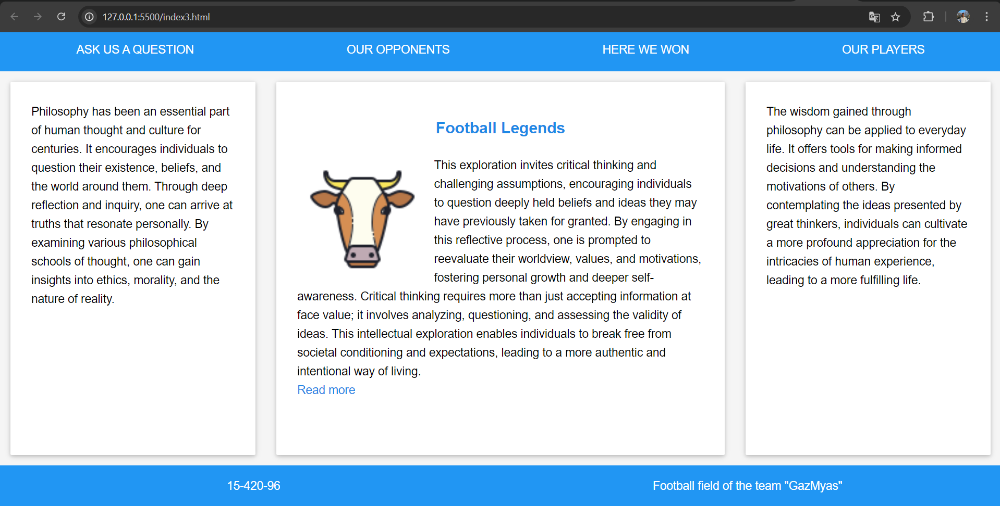 127.0.0.1:5500/index3.html
ASK US A QUESTION
OUR OPPONENTS
HERE WE WON
OUR PLAYERS
Philosophy has been an essential part
of human thought and culture for
centuries. It encourages individuals to
question their existence, beliefs, and
the world around them. Through deep
reflection and inquiry, one can arrive at
truths that resonate personally. By
examining various philosophical
schools of thought, one can gain
insights into ethics, morality, and the
nature of reality.
Football Legends
This exploration invites critical thinking and
challenging assumptions, encouraging individuals
to question deeply held beliefs and ideas they may
have previously taken for granted. By engaging in
this reflective process, one is prompted to
reevaluate their worldview, values, and motivations,
fostering personal growth and deeper self-
awareness. Critical thinking requires more than just accepting information at
face value; it involves analyzing, questioning, and assessing the validity of
ideas. This intellectual exploration enables individuals to break free from
societal conditioning and expectations, leading to a more authentic and
intentional way of living.
Read more
The wisdom gained through
philosophy can be applied to everyday
life. It offers tools for making informed
decisions and understanding the
motivations of others. By
contemplating the ideas presented by
great thinkers, individuals can cultivate
a more profound appreciation for the
intricacies of human experience,
leading to a more fulfilling life.
15-420-96
Football field of the team "GazMyas"